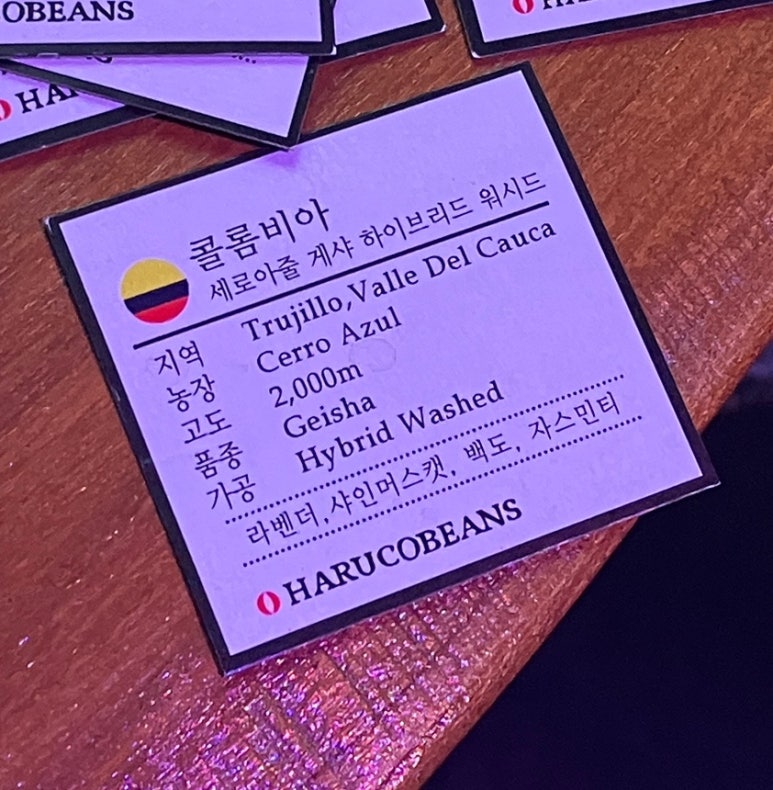 OBEANS
콜롬비아
세로아줄 게샤 하이브리드 워시드
지역 Trujillo,Valle Del Cauca
농장 Cerro Azul
고도 2,000m
품종 Geisha
가공 Hybrid Washed
라벤더,샤인머스캣, 백도, 자스민티
HARUCOBEANS